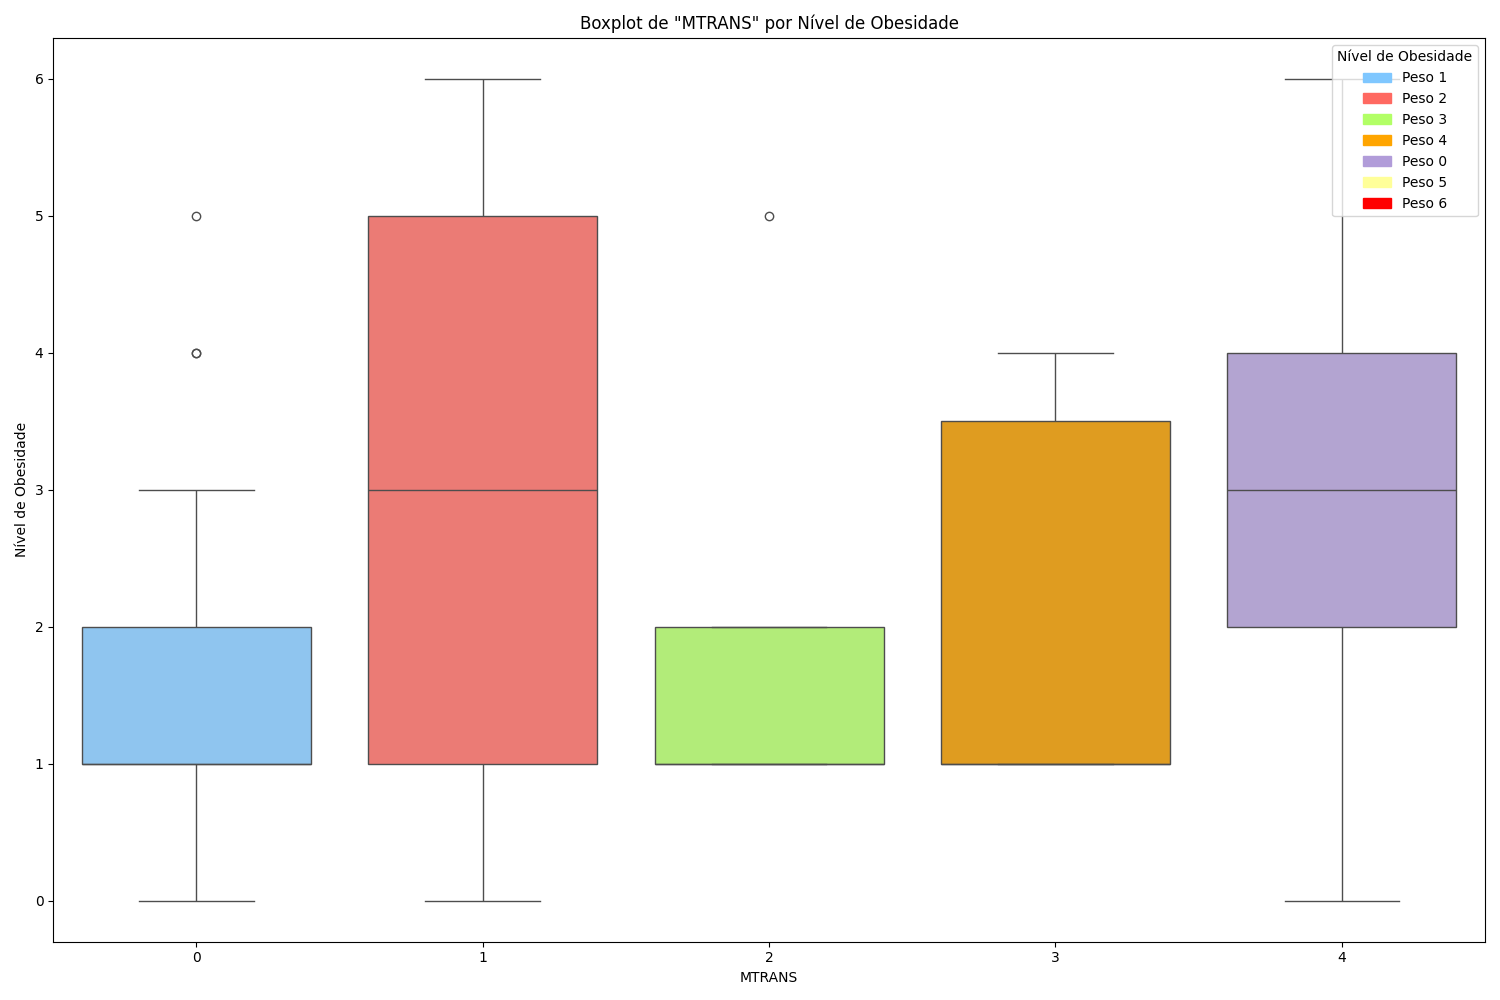 Boxplot de "MTRANS" por Nível de Obesidade
Nível de Obesidade
Peso 1
Peso 2
Peso 3
Peso 4
Peso 0
Peso 5
Peso 6
Nível de Obesidade
6
5
4
3
2
1
0
0 1 2 3 4
MTRANS